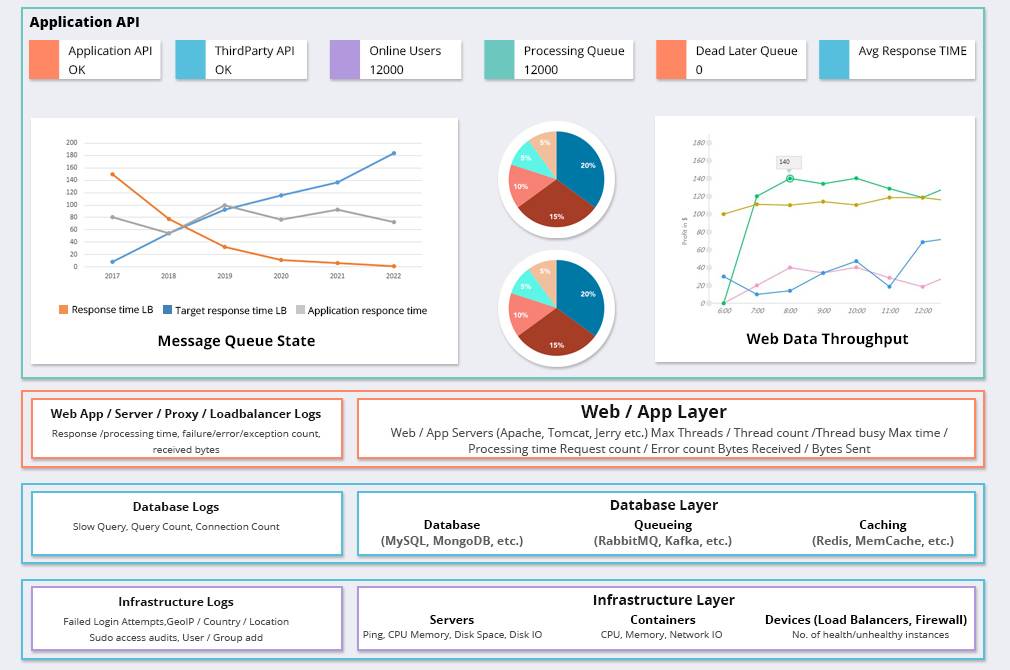 Application API
Application API
OK
ThirdParty API
OK
Online Users
12000
Processing Queue
12000
Dead Later Queue
0
Avg Response TIME
200
180
160
140
120
100
80
60
40
20
0
2017 2018 2019 2020 2021 2022
Response time LB Target response time LB Application responce time
Message Queue State
5%
5%
20%
10%
15%
5%
5%
20%
10%
15%
180
160
140
120
100
80
60
40
20
0
Profit in $
140
6:00 7:00 8:00 9:00 10:00 11:00 12:00
Web Data Throughput
Web App / Server / Proxy / Loadbalancer Logs
Response /processing time, failure/error/exception count,
received bytes
Web / App Layer
Web / App Servers (Apache, Tomcat, Jerry etc.) Max Threads / Thread count /Thread busy Max time /
Processing time Request count / Error count Bytes Received / Bytes Sent
Database Logs
Slow Query, Query Count, Connection Count
Database Layer
Database
(MySQL, MongoDB, etc.)
Queueing
(RabbitMQ, Kafka, etc.)
Caching
(Redis, MemCache, etc.)
Infrastructure Logs
Failed Login Attempts,GeoIP / Country / Location
Sudo access audits, User / Group add
Infrastructure Layer
Servers
Ping, CPU Memory, Disk Space, Disk IO
Containers
CPU, Memory, Network IO
Devices (Load Balancers, Firewall)
No. of health/unhealthy instances